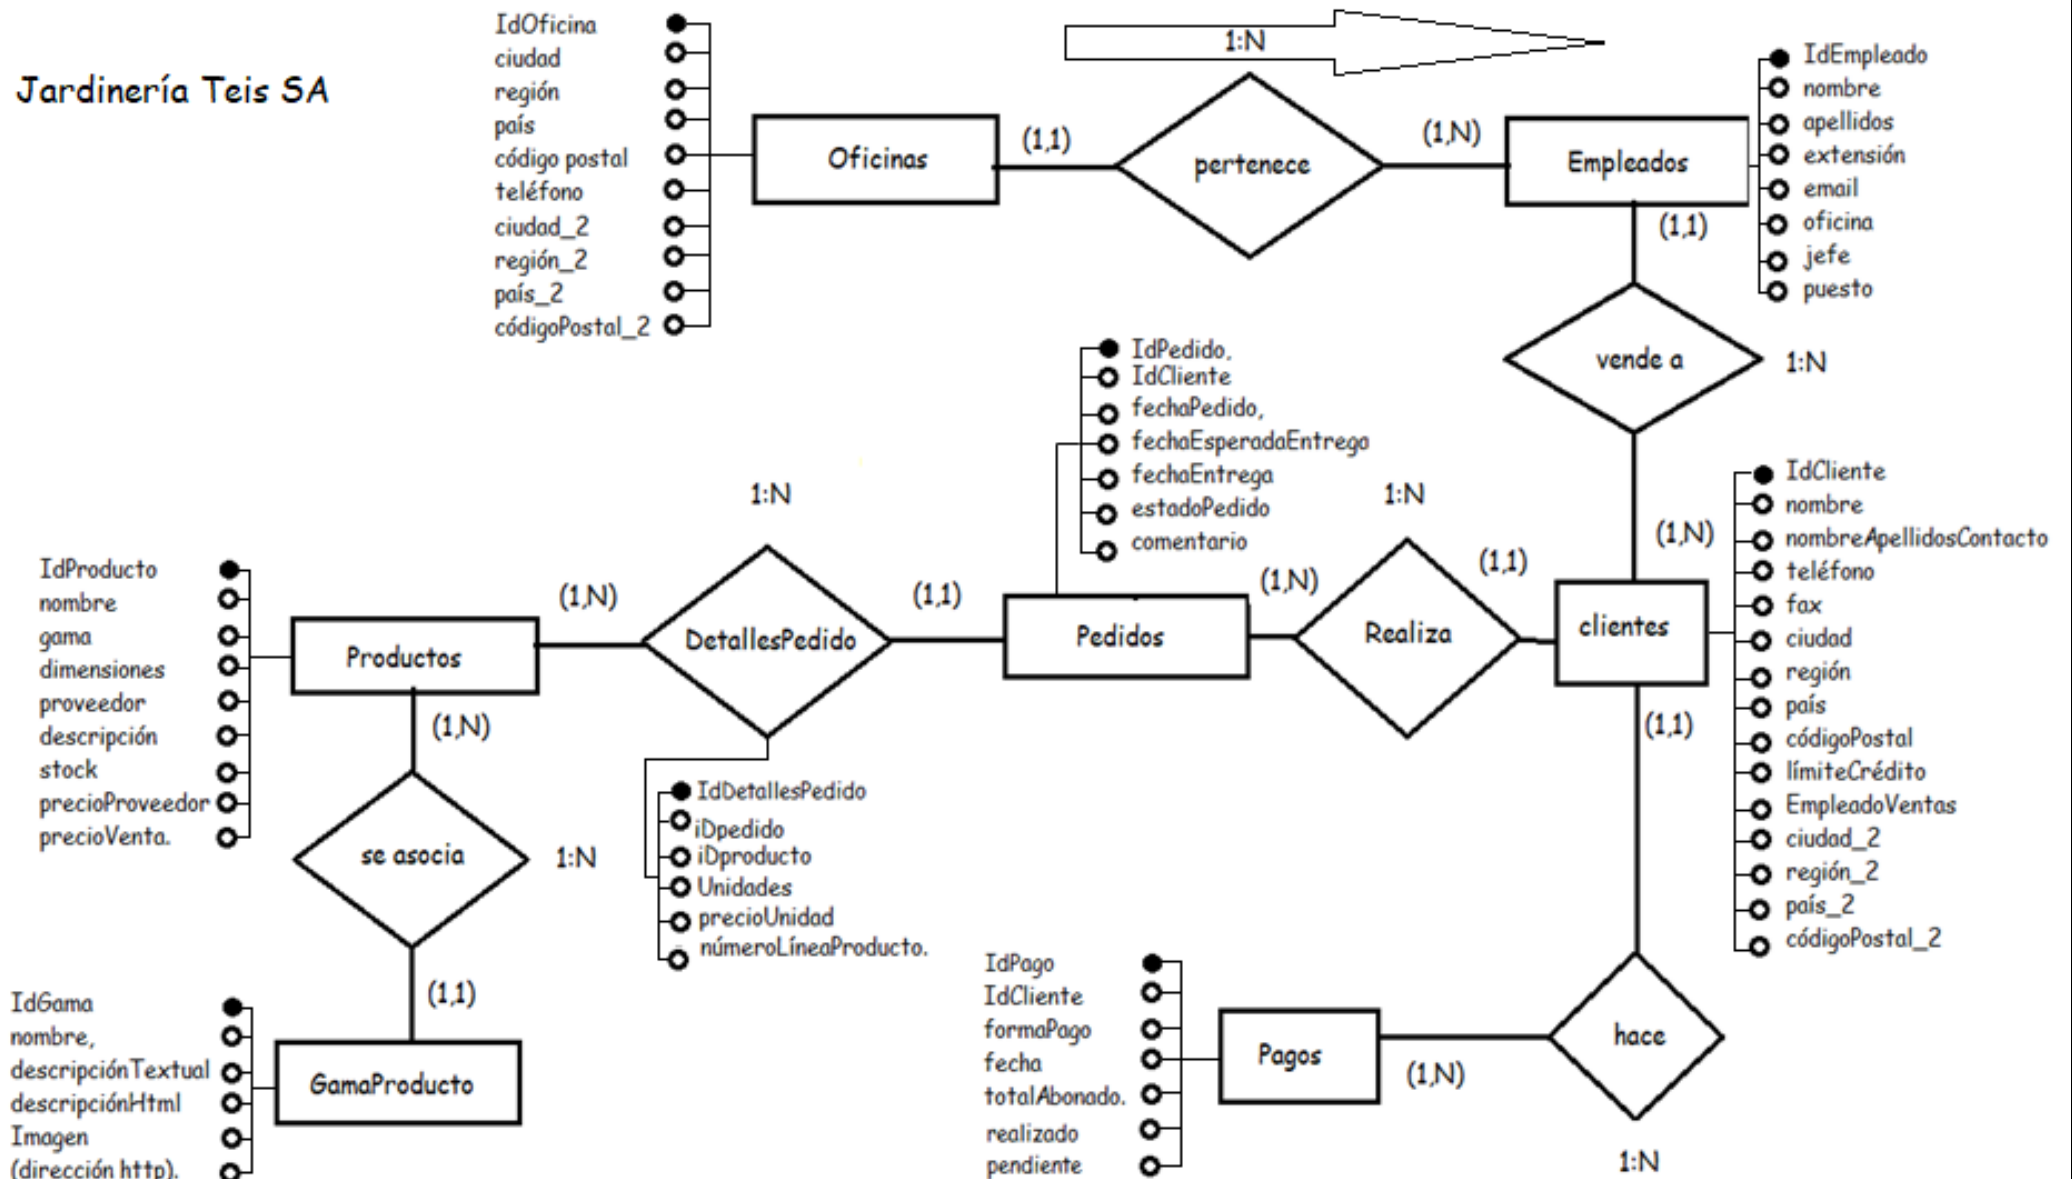 Jardinería Teis SA
IdOficina
ciudad
región
país
código postal
teléfono
ciudad_2
región_2
país_2
códigoPostal_2
Oficinas
(1,1)
1:N
pertenece
(1,N)
Empleados
IdEmpleado
nombre
apellidos
extensión
email
oficina
jefe
puesto
(1,1)
vende a
1:N
(1,N)
IdPedido,
IdCliente
fechaPedido,
fechaEsperadaEntrega
fechaEntrega
estadoPedido
comentario
IdProducto
nombre
gama
dimensiones
proveedor
descripción
stock
precioProveedor
precioVenta.
Productos
(1,N)
1:N
DetallesPedido
(1,1)
Pedidos
(1,N)
1:N
Realiza
(1,1)
clientes
IdCliente
nombre
nombreApellidosContacto
teléfono
fax
ciudad
región
país
códigoPostal
límiteCrédito
EmpleadoVentas
ciudad_2
región_2
país_2
códigoPostal_2
(1,N)
se asocia
1:N
(1,1)
IdDetallesPedido
iDpedido
iDproducto
Unidades
precioUnidad
númeroLíneaProducto.
IdGama
nombre,
descripciónTextual
descripciónHtml
Imagen
(dirección http).
GamaProducto
IdPago
IdCliente
formaPago
fecha
totalAbonado.
realizado
pendiente
Pagos
(1,N)
hace
(1,1)
1:N